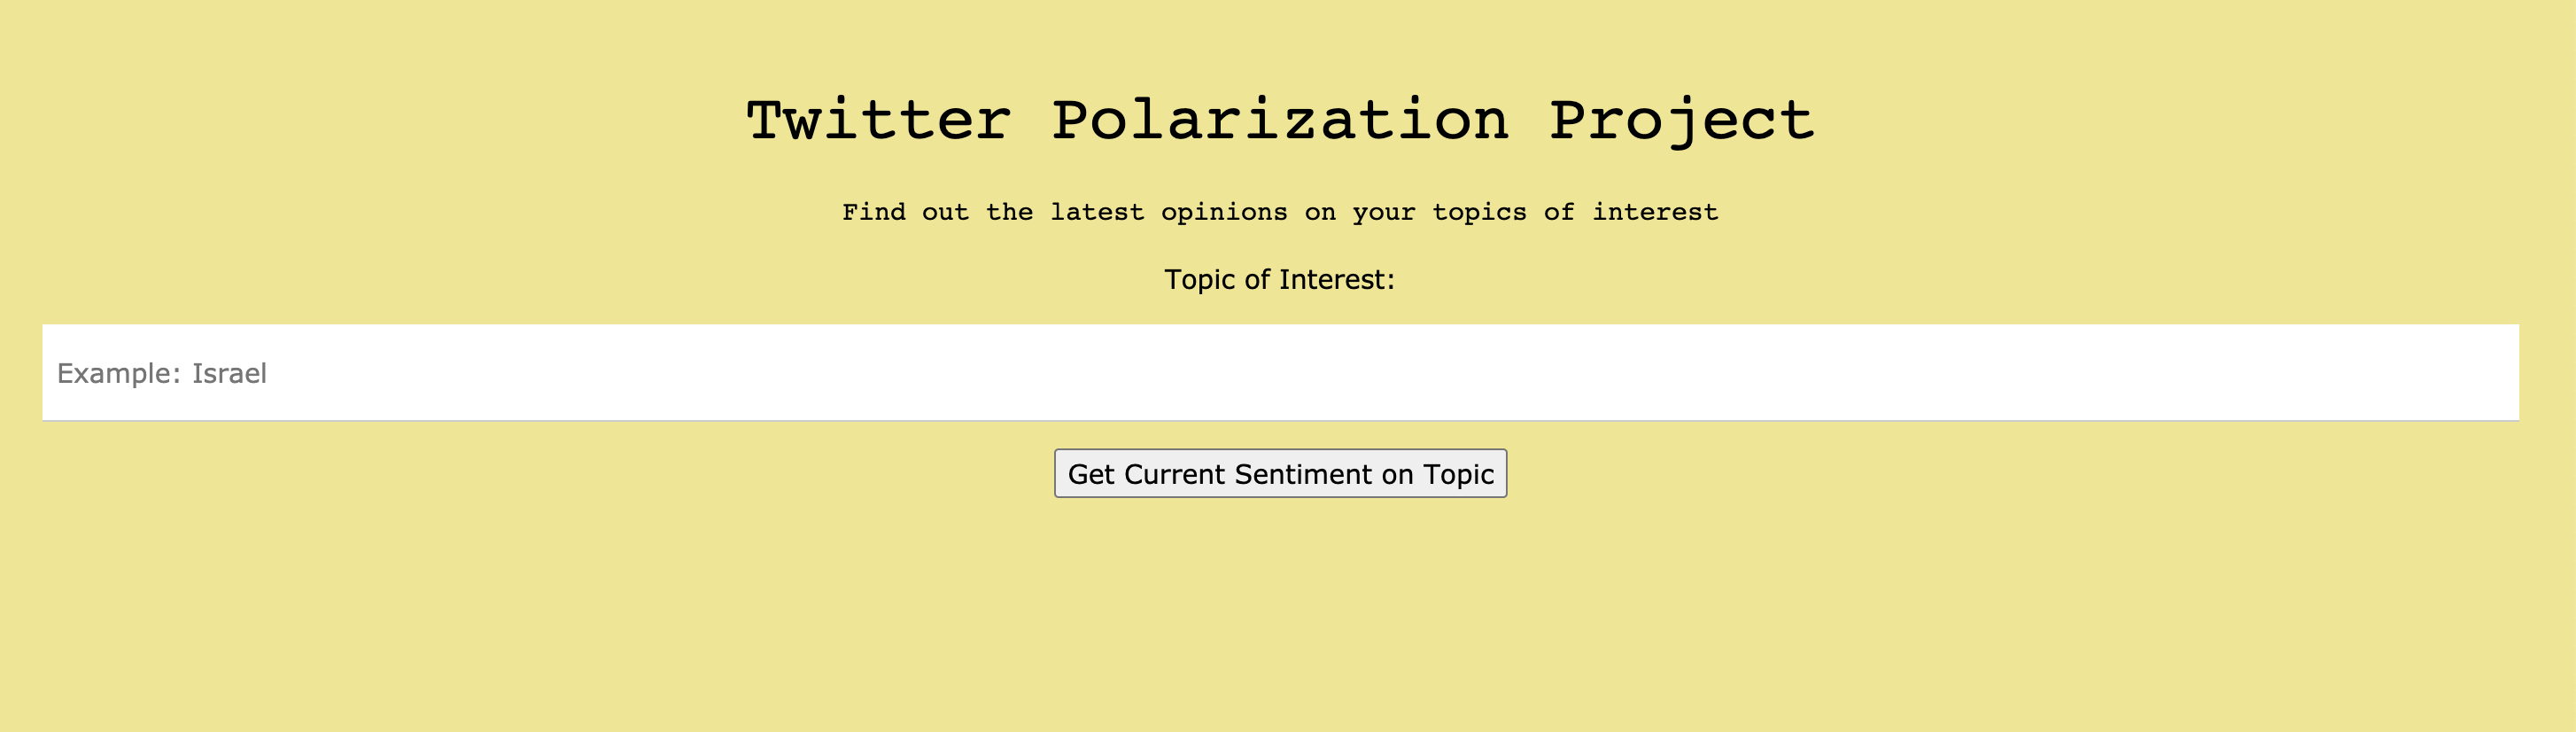 Twitter Polarization Project
Find out the latest opinions on your topics of interest
Topic of Interest:
Example: Israel
Get Current Sentiment on Topic